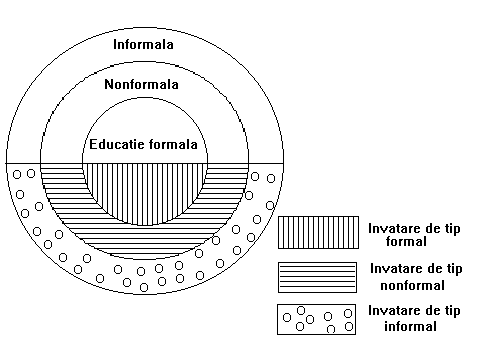 Informala
Nonformala
Educatie formala
Invatare de tip
formal
Invatare de tip
nonformal
Invatare de tip
informal